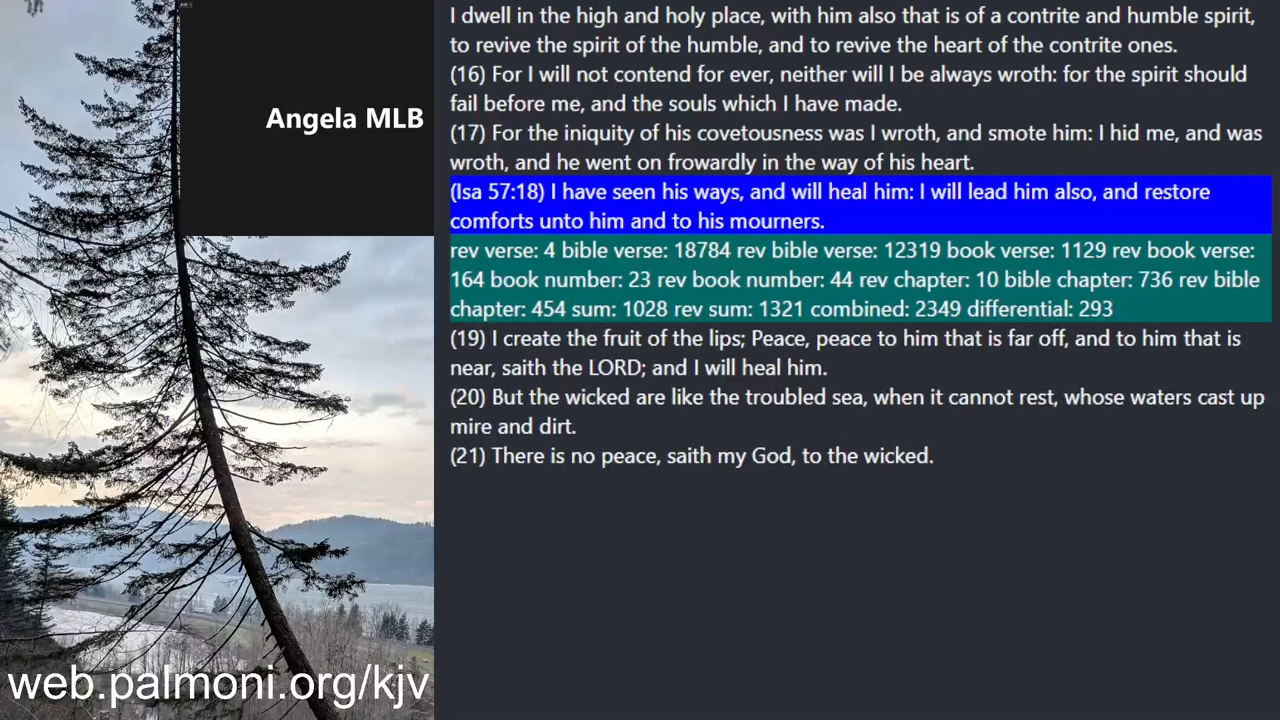 Angela MLB
web.palmoni.org/kjv
I dwell in the high and holy place, with him also that is of a contrite and humble spirit,
to revive the spirit of the humble, and to revive the heart of the contrite ones.
(16) For I will not contend for ever, neither will I be always wroth: for the spirit should
fail before me, and the souls which I have made.
(17) For the iniquity of his covetousness was I wroth, and smote him: I hid me, and was
wroth, and he went on frowardly in the way of his heart.
(Isa 57:18) I have seen his ways, and will heal him: I will lead him also, and restore
comforts unto him and to his mourners.
rev verse: 4 bible verse: 18784 rev bible verse: 12319 book verse: 1129 rev book verse:
164 book number: 23 rev book number: 44 rev chapter: 10 bible chapter: 736 rev bible
chapter: 454 sum: 1028 rev sum: 1321 combined: 2349 differential: 293
(19) I create the fruit of the lips; Peace, peace to him that is far off, and to him that is
near, saith the LORD; and I will heal him.
(20) But the wicked are like the troubled sea, when it cannot rest, whose waters cast up
mire and dirt.
(21) There is no peace, saith my God, to the wicked.